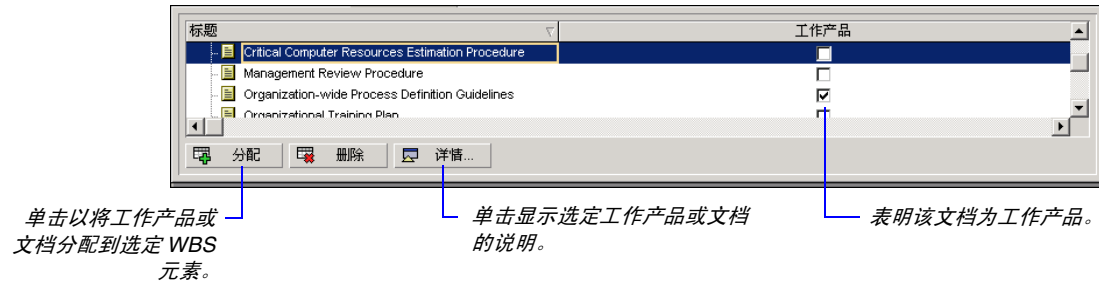 标题 工作产品
Critical Computer Resources Estimation Procedure
Management Review Procedure
Organization-wide Process Definition Guidelines
Organizational Training Plan
分配 删除 详情...
单击以将工作产品或
文档分配到选定 WBS
元素。
单击显示选定工作产品或文档
的说明。
表明该文档为工作产品。